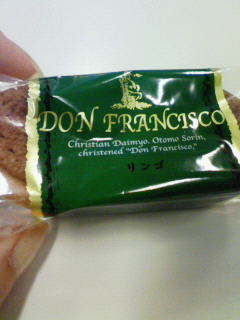 DON FRANCISCO
Christian Daimyo. Otomo Sorin,
christened "Don Francisco,"
リンゴ